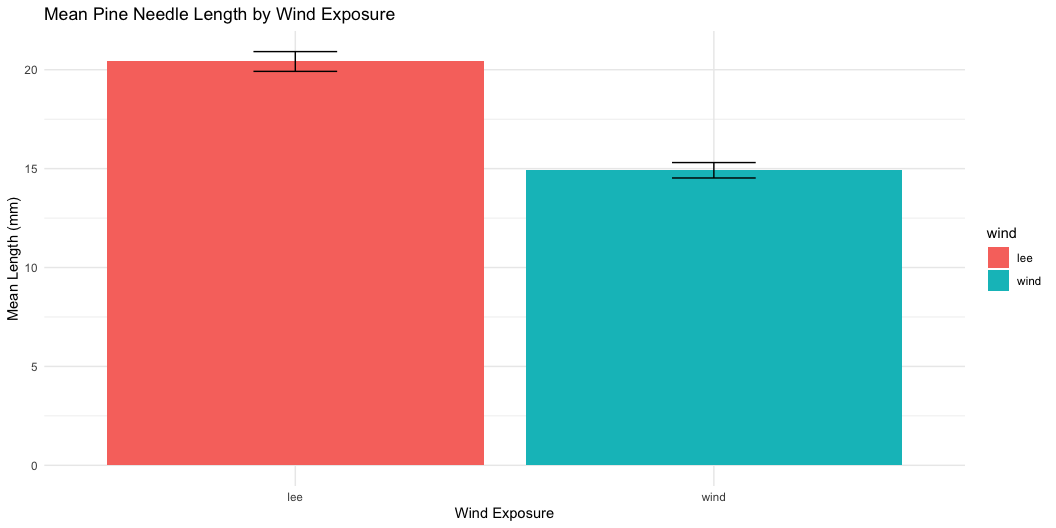 Mean Pine Needle Length by Wind Exposure
20
15
10
5
0
Mean Length (mm)
lee
wind
Wind Exposure
wind
lee
wind